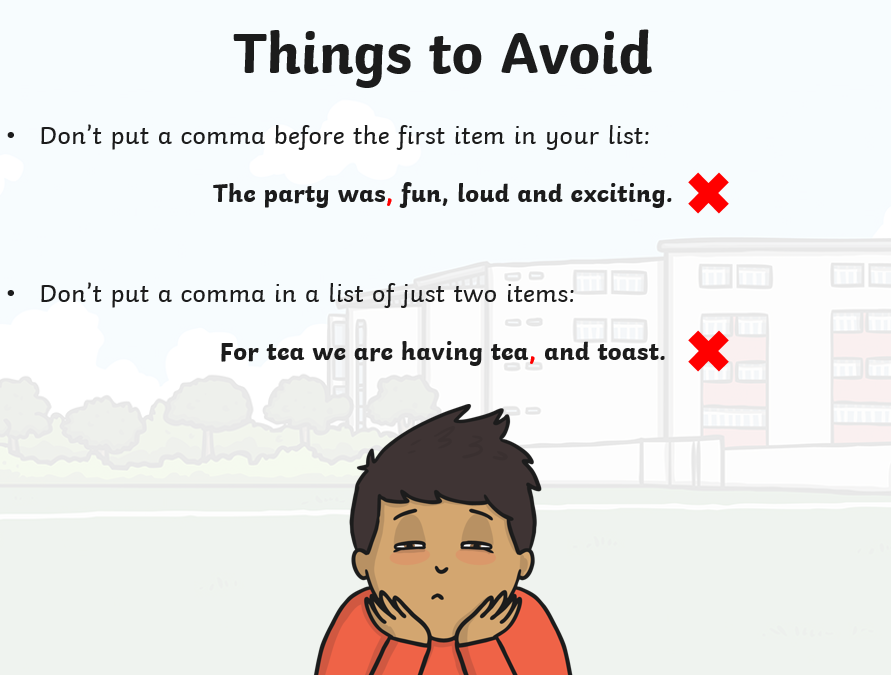 Things to Avoid
• Don't put a comma before the first item in your list:
The party was, fun, loud and exciting.
• Don't put a comma in a list of just two items:
For tea we are having tea, and toast.